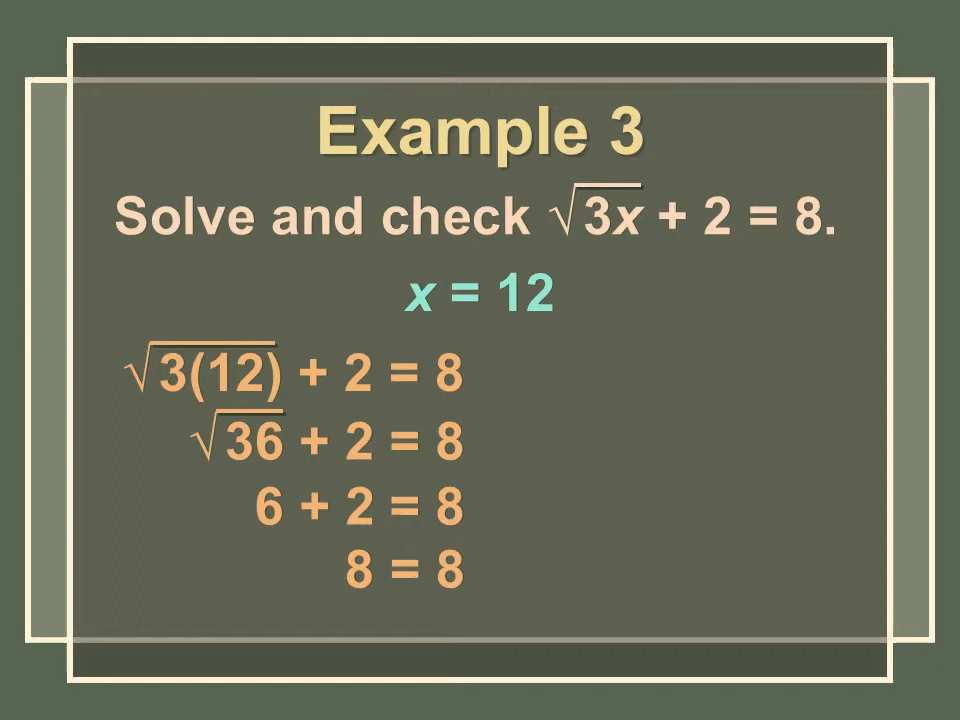 Example 3
Solve and check √3x + 2 = 8.
x = 12
√3(12) + 2 = 8
√36 + 2 = 8
6 + 2 = 8
8 = 8